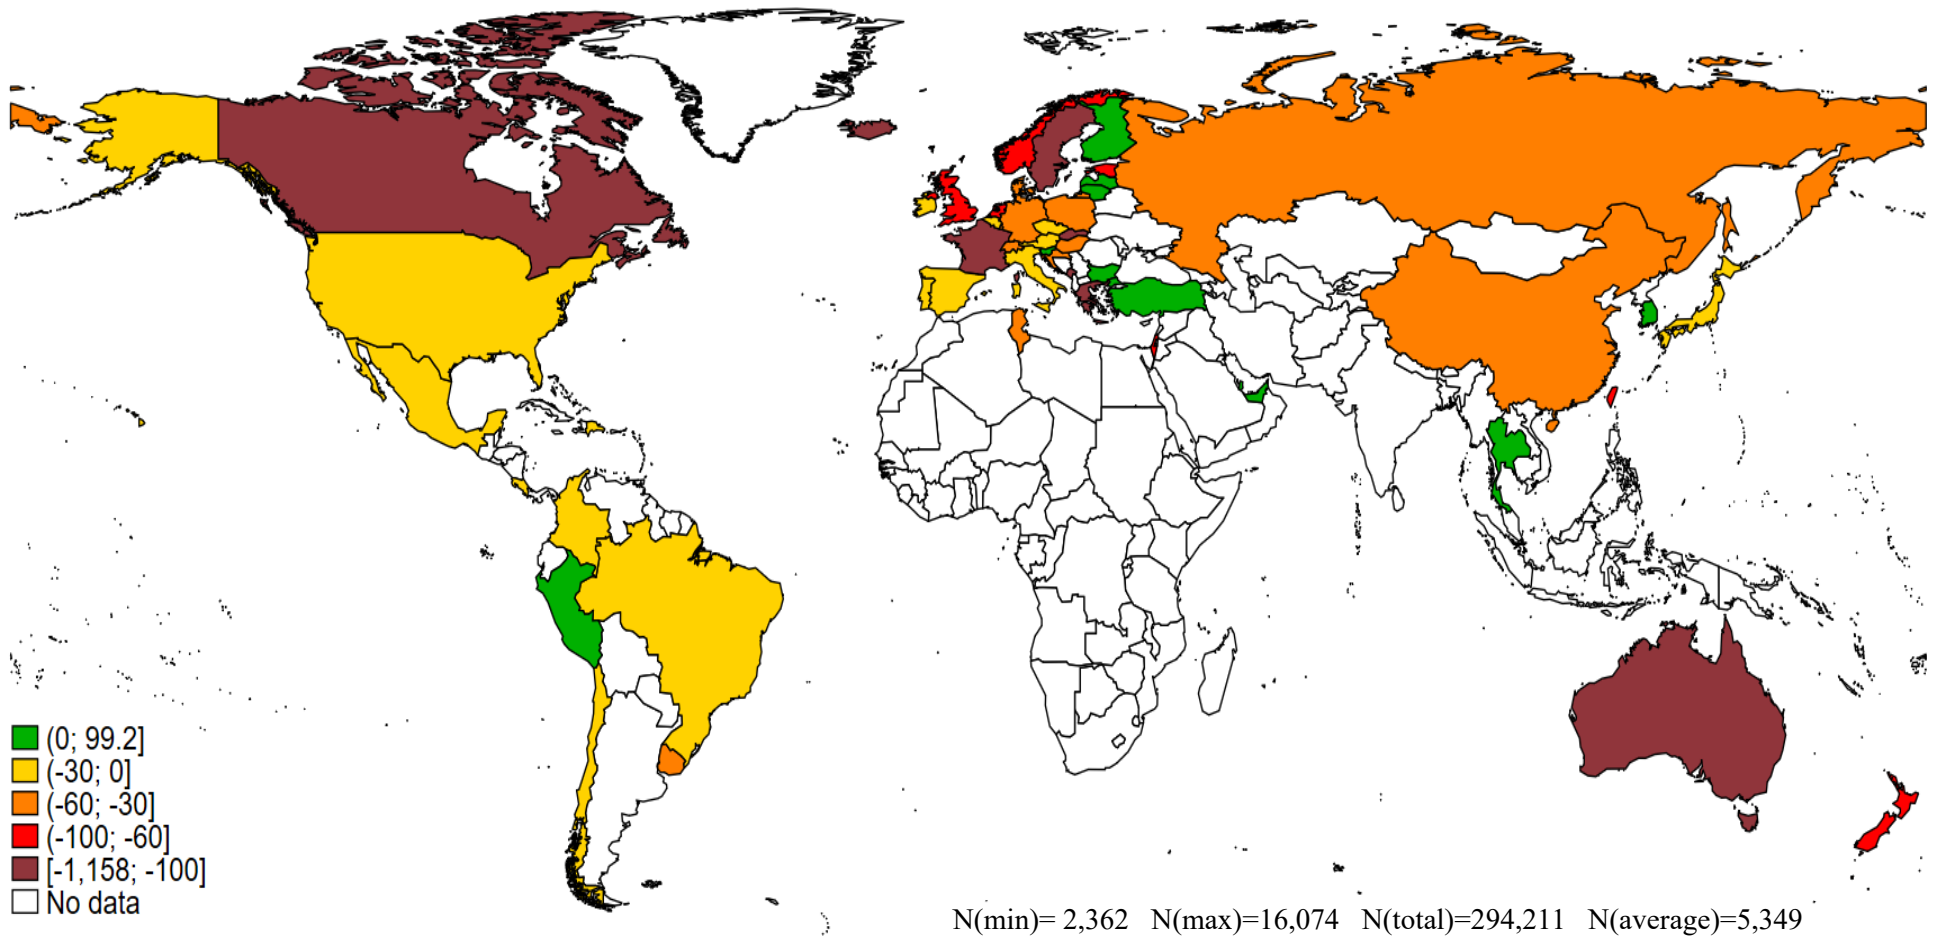 (0; 99.2]
(-30; 0]
(-60; -30]
(-100; -60]
[-1,158; -100]
No data
N(min)= 2,362 N(max)=16,074 N(total)=294,211 N(average)=5,349